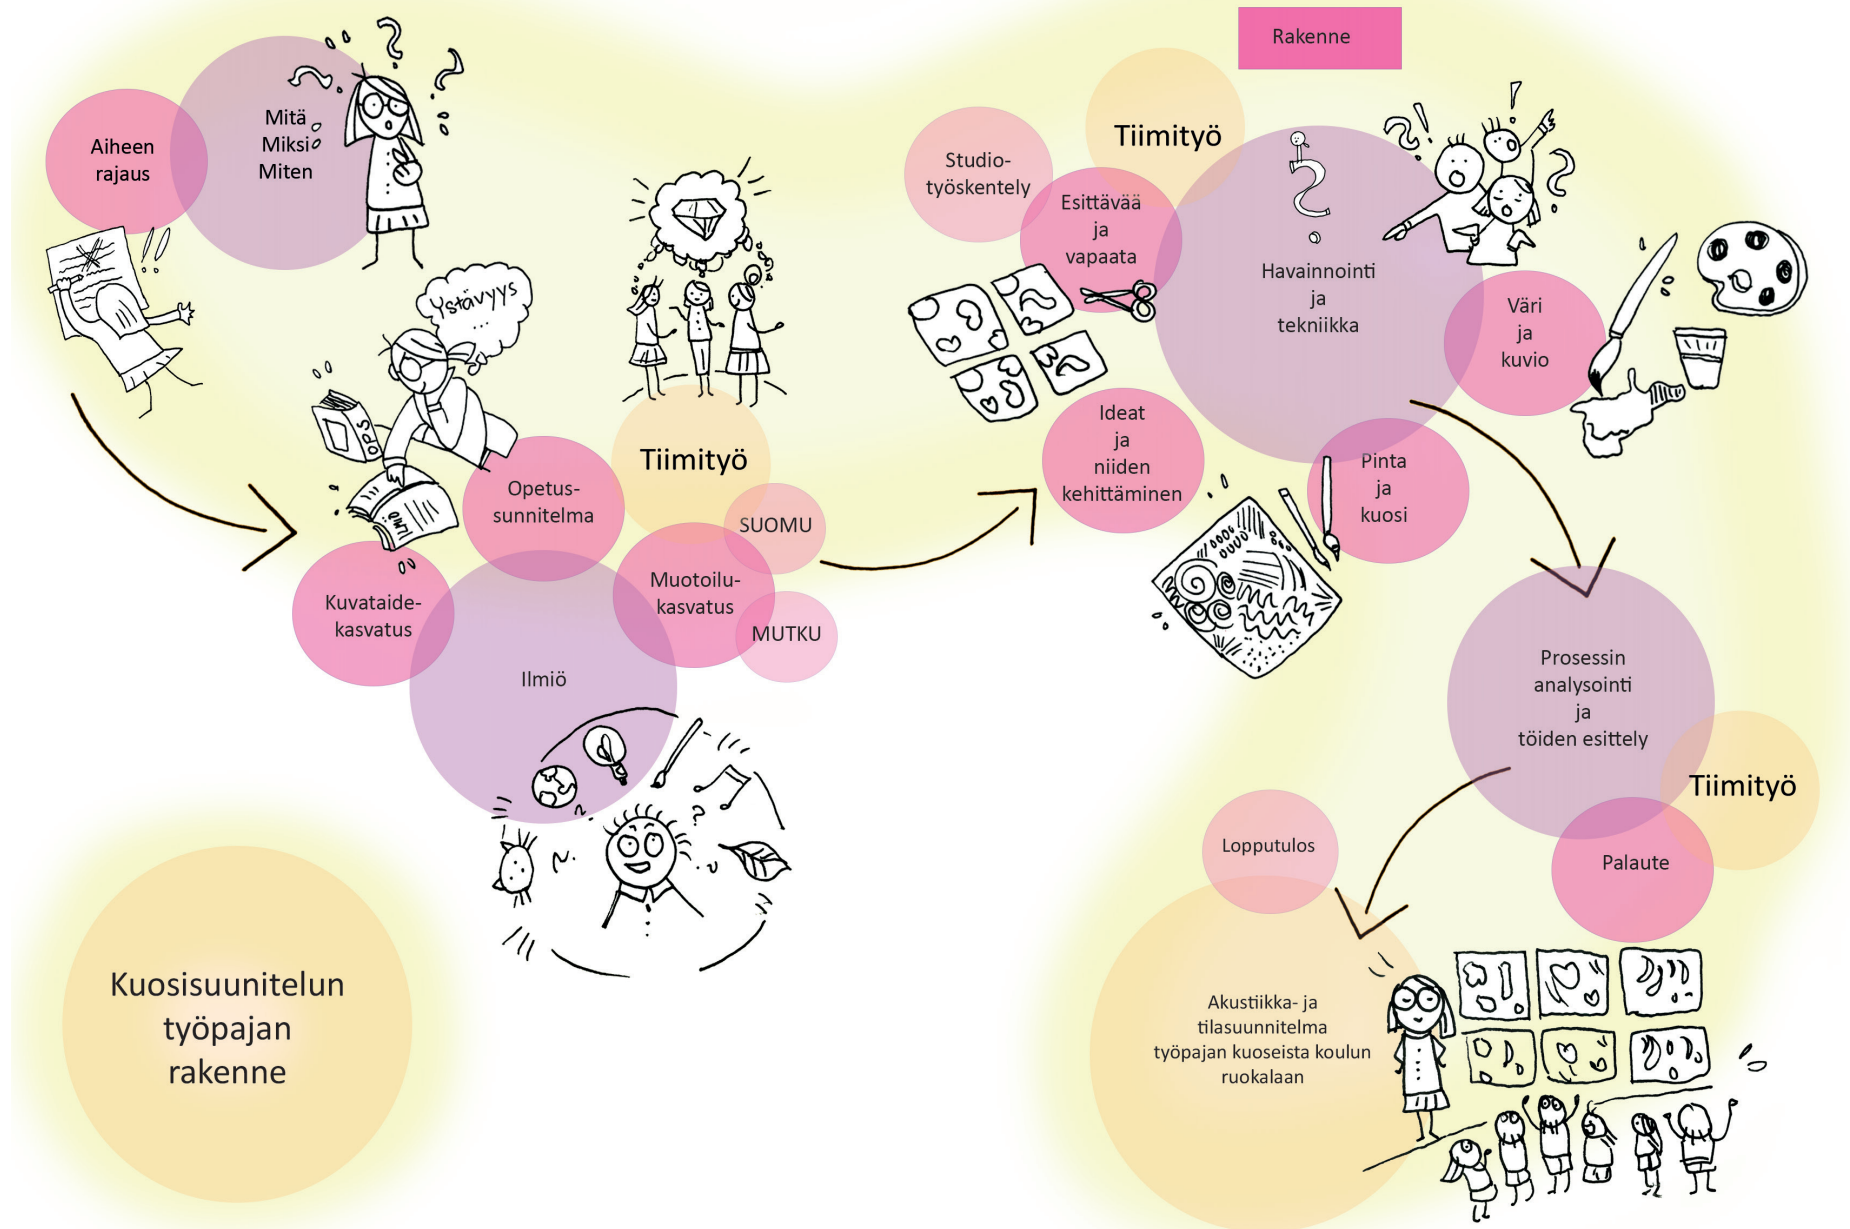 Aiheen
rajaus
Mitä
Miksi
Miten
Ystävyys
...
OPS
ILMIÖ
Opetus-
sunnitelma
Tiimityö
SUOMU
Muotoilu-
kasvatus
MUTKU
Kuvataide-
kasvatus
Ilmiö
Kuosisuunitelun
työpajan
rakenne
Rakenne
Tiimityö
Studio-
työskentely
Esittävää
ja
vapaata
Havainnointi
ja
tekniikka
Väri
ja
kuvio
Ideat
ja
niiden
kehittäminen
Pinta
ja
kuosi
Prosessin
analysointi
ja
töiden esittely
Tiimityö
Palaute
Lopputulos
Akustiikka- ja
tilasuunnitelma
työpajan kuoseista koulun
ruokalaan